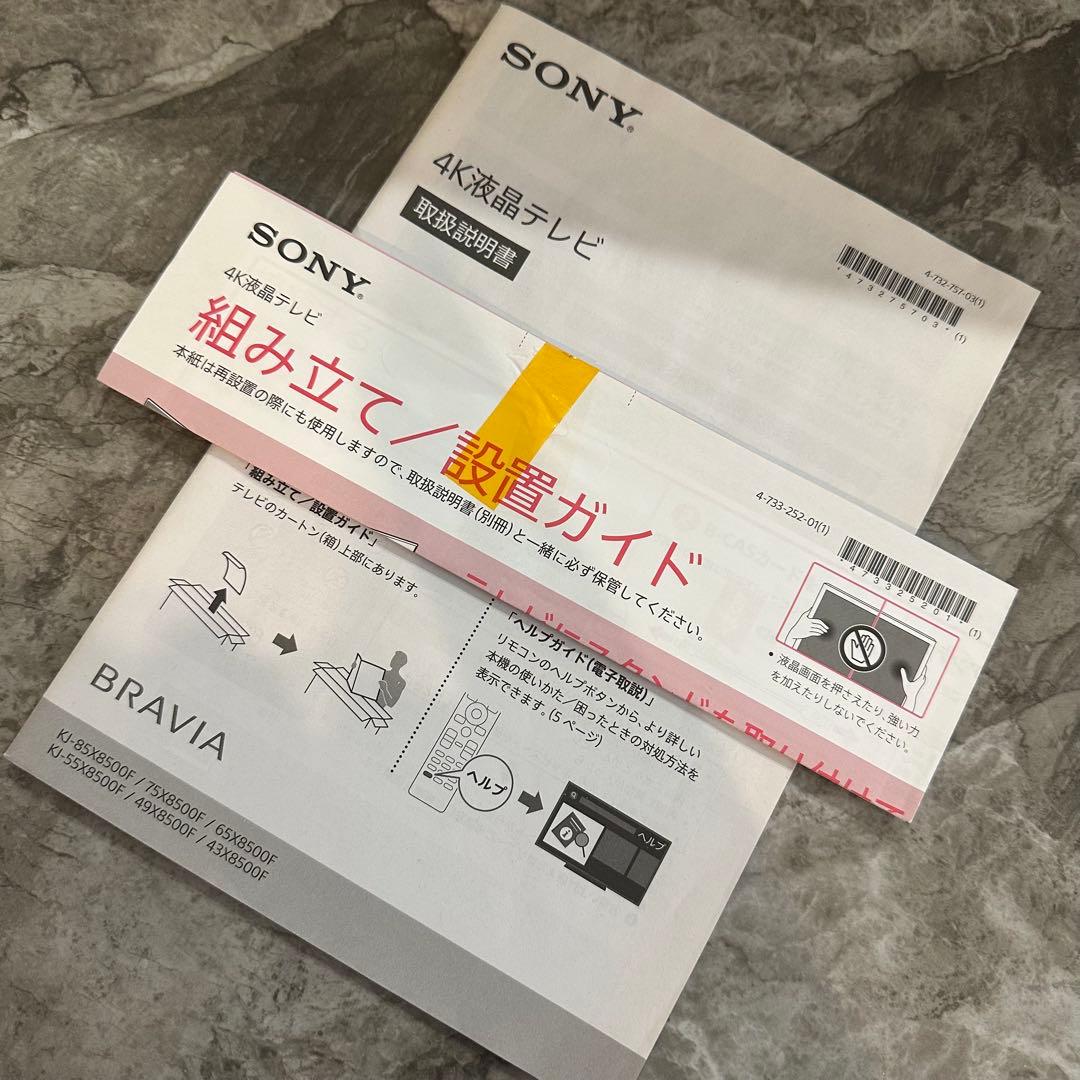 SONY®
4K液晶テレビ
取扱説明書
4-732-757-03(1)
*473275703*(1)
SONY®
4K液晶テレビ
組み立て／設置ガイド
本紙は再設置の際にも使用しますので、取扱説明書(別冊)と一緒に必ず保管してください。
4-733-252-01(1)
*473325201*(1)
• 液晶画面を押さえたり、強い力
を加えたりしないでください。
「組み立て／設置ガイド」
テレビのカートン(箱)上部にあります。
「ヘルプガイド(電子取説)」
リモコンのヘルプボタンから、より詳しい
本機の使いかた／困ったときの対処方法を
表示できます。(5 ページ)
ヘルプ
ヘルプ
BRAVIA
KJ-85X8500F / 75X8500F / 65X8500F
KJ-55X8500F / 49X8500F / 43X8500F